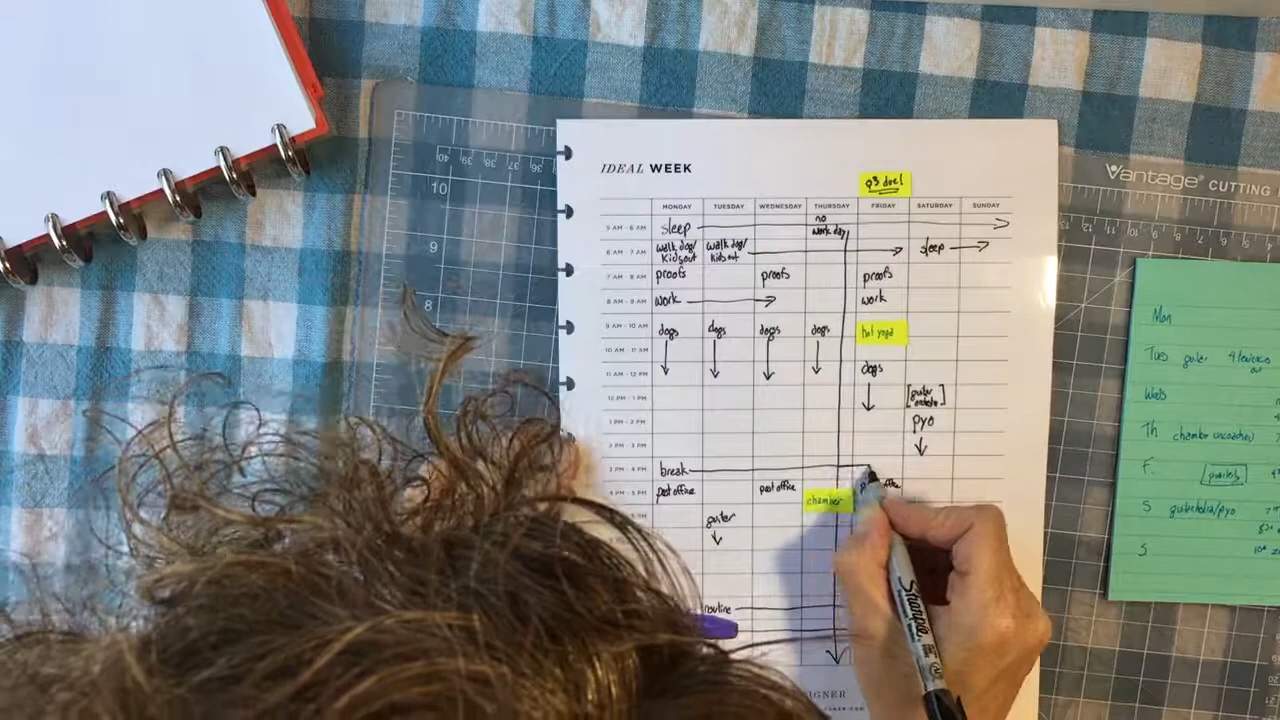 IDEAL WEEK
Q3 due!
MONDAY TUESDAY WEDNESDAY THURSDAY FRIDAY SATURDAY SUNDAY
5 AM - 6 AM sleep no work day
6 AM - 7 AM walk dog/ kids out walk dog/ kids out sleep
7 AM - 8 AM proofs proofs proofs
8 AM - 9 AM work work
9 AM - 10 AM dogs dogs dogs dogs hot yoga
10 AM - 11 AM
11 AM - 12 PM dogs
12 PM - 1 PM
1 PM - 2 PM pyo
2 PM - 3 PM
3 PM - 4 PM break
4 PM - 5 PM post office post office chamber
guitar
routine
Vantage CUTTING
10
9
8
Sharpie
Mon
Tues guitar
Weds
Th chamber uncoached
F.
S
S